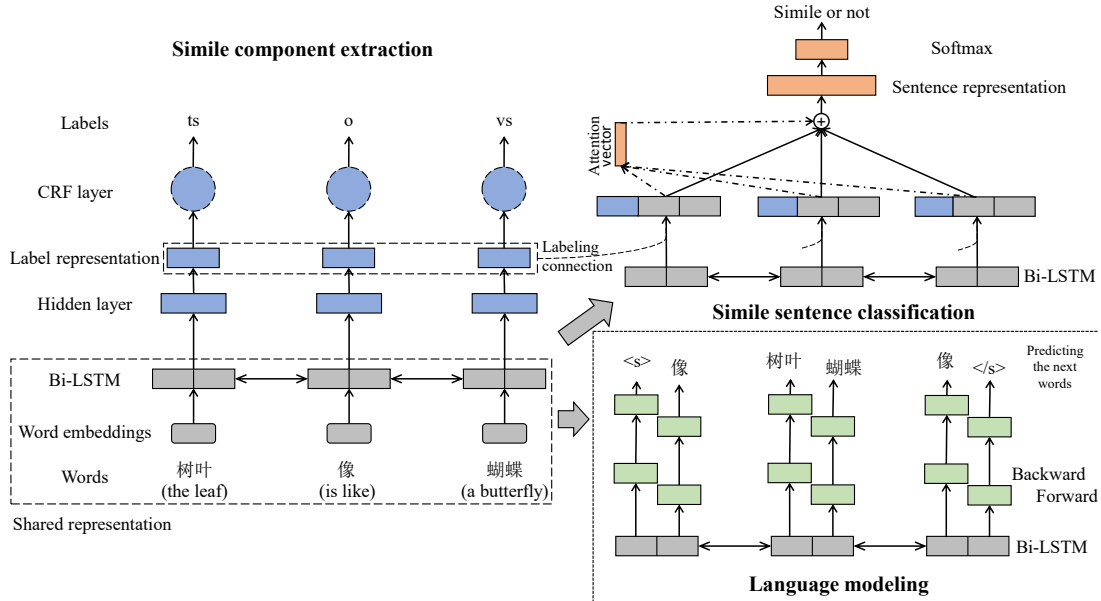 Simile component extraction
Labels
ts
o
vs
CRF layer
Label representation
Labeling
connection
Hidden layer
Bi-LSTM
Word embeddings
Words
树叶
(the leaf)
像
(is like)
蝴蝶
(a butterfly)
Shared representation
Simile or not
Softmax
Sentence representation
+
Attention
vector
Bi-LSTM
Simile sentence classification
<s>
像
树叶
蝴蝶
像
</s>
Predicting
the next
words
Backward
Forward
Bi-LSTM
Language modeling